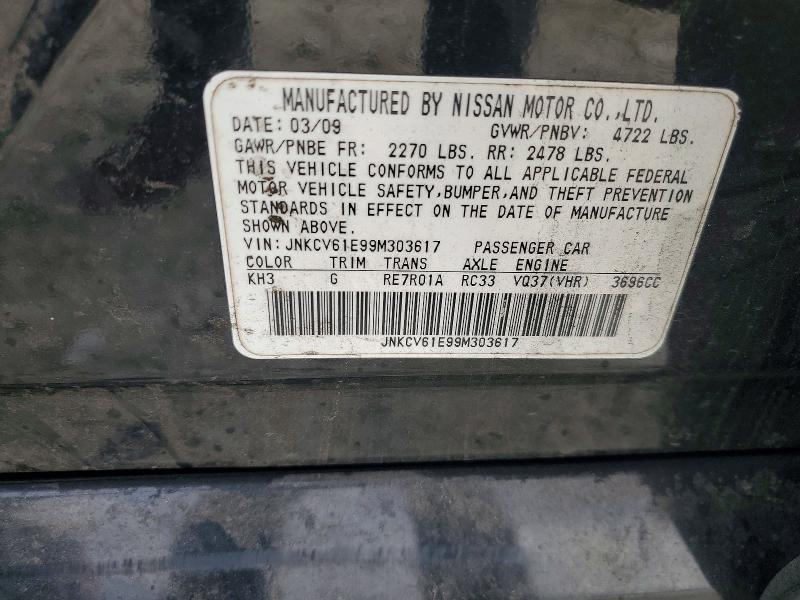 MANUFACTURED BY NISSAN MOTOR CO.,LTD.
DATE: 03/09 GVWR/PNBV: 4722 LBS.
GAWR/PNBE FR: 2270 LBS. RR: 2478 LBS.
THIS VEHICLE CONFORMS TO ALL APPLICABLE FEDERAL
MOTOR VEHICLE SAFETY,BUMPER,AND THEFT PREVENTION
STANDARDS IN EFFECT ON THE DATE OF MANUFACTURE
SHOWN ABOVE.
VIN: JNKCV61E99M303617 PASSENGER CAR
COLOR TRIM TRANS AXLE ENGINE
KH3 G RE7R01A RC33 VQ37(VHR) 3696CC
JNKCV61E99M303617